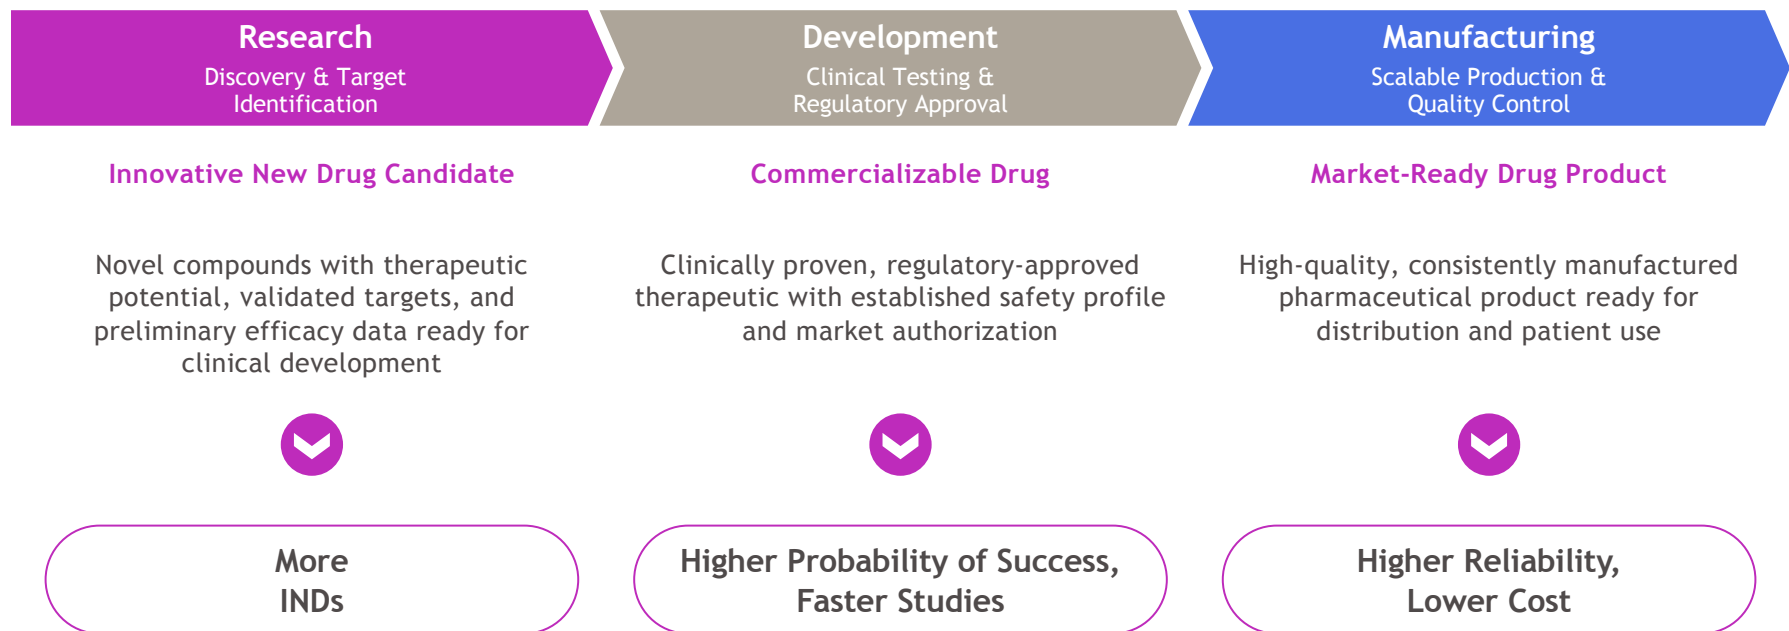 Research
Discovery & Target
Identification
Development
Clinical Testing &
Regulatory Approval
Manufacturing
Scalable Production &
Quality Control
Innovative New Drug Candidate
Commercializable Drug
Market-Ready Drug Product
Novel compounds with therapeutic
potential, validated targets, and
preliminary efficacy data ready for
clinical development
Clinically proven, regulatory-approved
therapeutic with established safety profile
and market authorization
High-quality, consistently manufactured
pharmaceutical product ready for
distribution and patient use
More
INDs
Higher Probability of Success,
Faster Studies
Higher Reliability,
Lower Cost